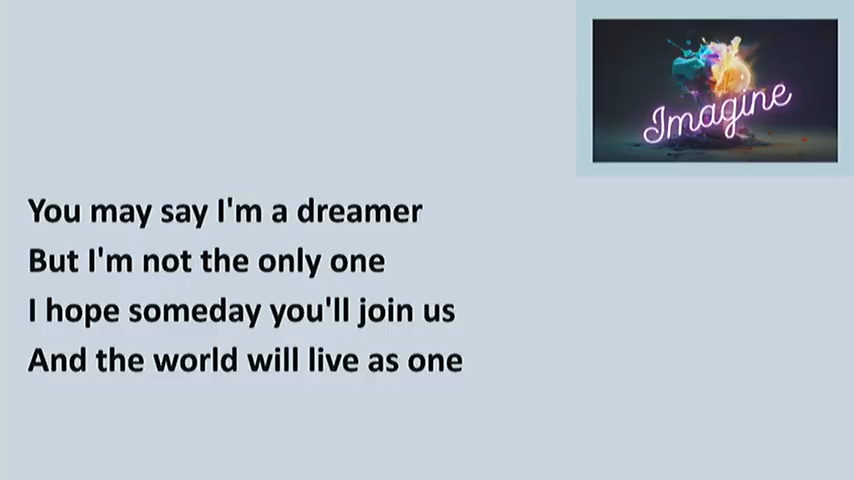 Imagine
You may say I'm a dreamer
But I'm not the only one
I hope someday you'll join us
And the world will live as one